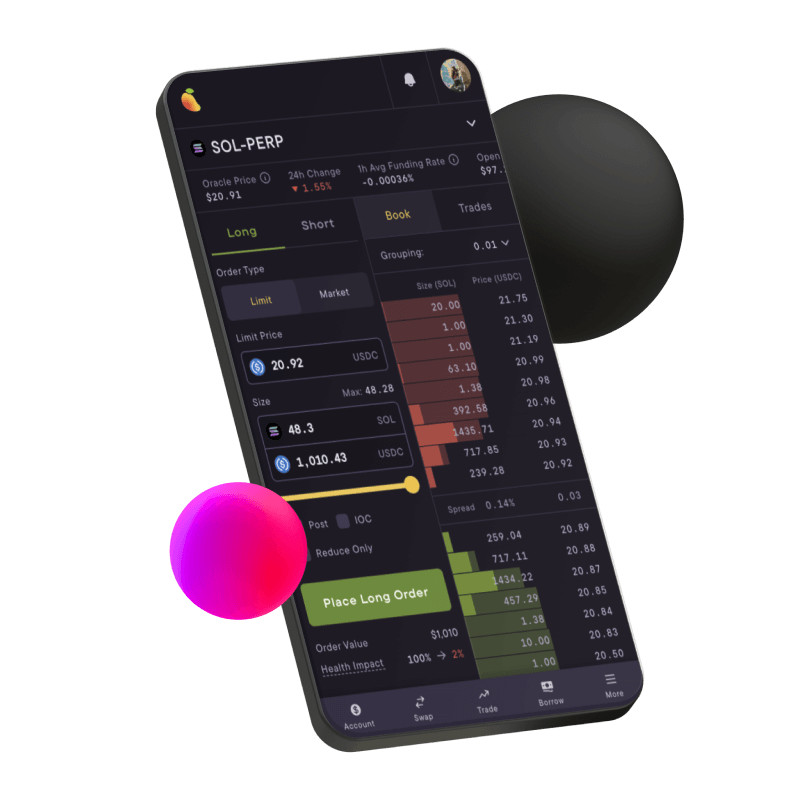 SOL-PERP
Oracle Price
$20.91
24h Change
▼ 1.55%
1h Avg Funding Rate
-0.00036%
Open
$97.
Long
Short
Order Type
Limit
Market
Limit Price
20.92 USDC
Size
Max: 48.28
48.3 SOL
1,010.43 USDC
Post
IOC
Reduce Only
Place Long Order
Order Value $1,010
Health Impact 100% → 2%
Book
Trades
Grouping: 0.01
Size (SOL) Price (USDC)
20.00 21.75
1.00 21.30
1.00 21.19
63.10 20.99
1.38 20.98
392.58 20.96
1435.71 20.94
717.85 20.93
239.28 20.92
Spread 0.14% 0.03
259.04 20.89
717.11 20.88
1434.22 20.87
457.29 20.85
1.38 20.84
10.00 20.83
1.00 20.50
Account
Swap
Trade
Borrow
More